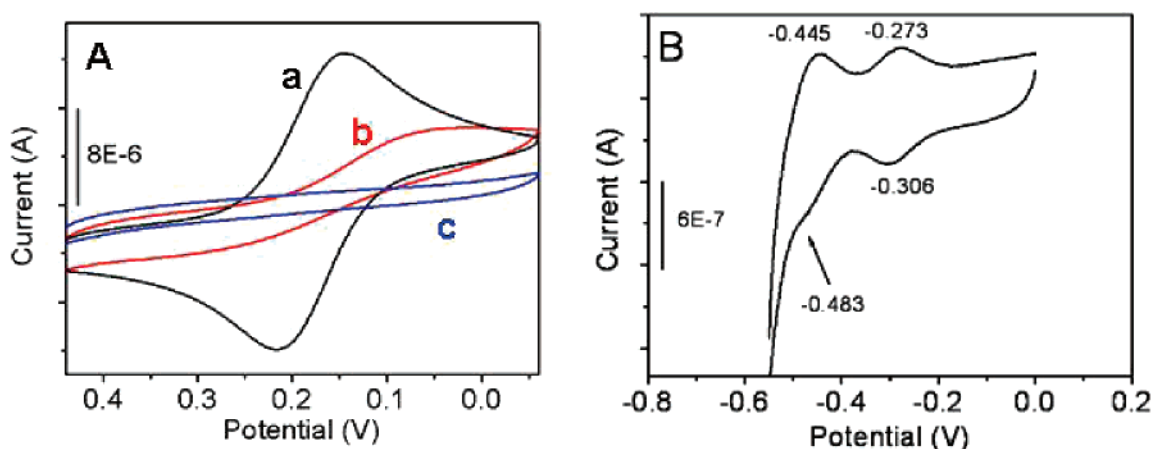 A
a
b
c
8E-6
Current (A)
0.4 0.3 0.2 0.1 0.0
Potential (V)
B
-0.445 -0.273
-0.306
-0.483
6E-7
Current (A)
-0.8 -0.6 -0.4 -0.2 0.0 0.2
Potential (V)